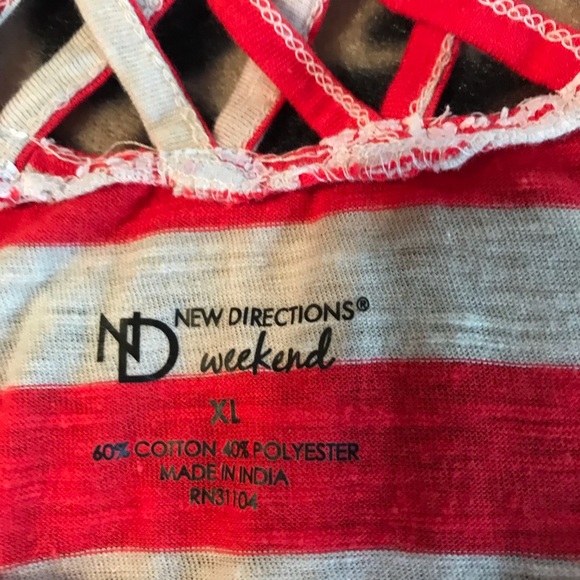 ND NEW DIRECTIONS®
weekend
XL
60% COTTON 40% POLYESTER
MADE IN INDIA
RN31104